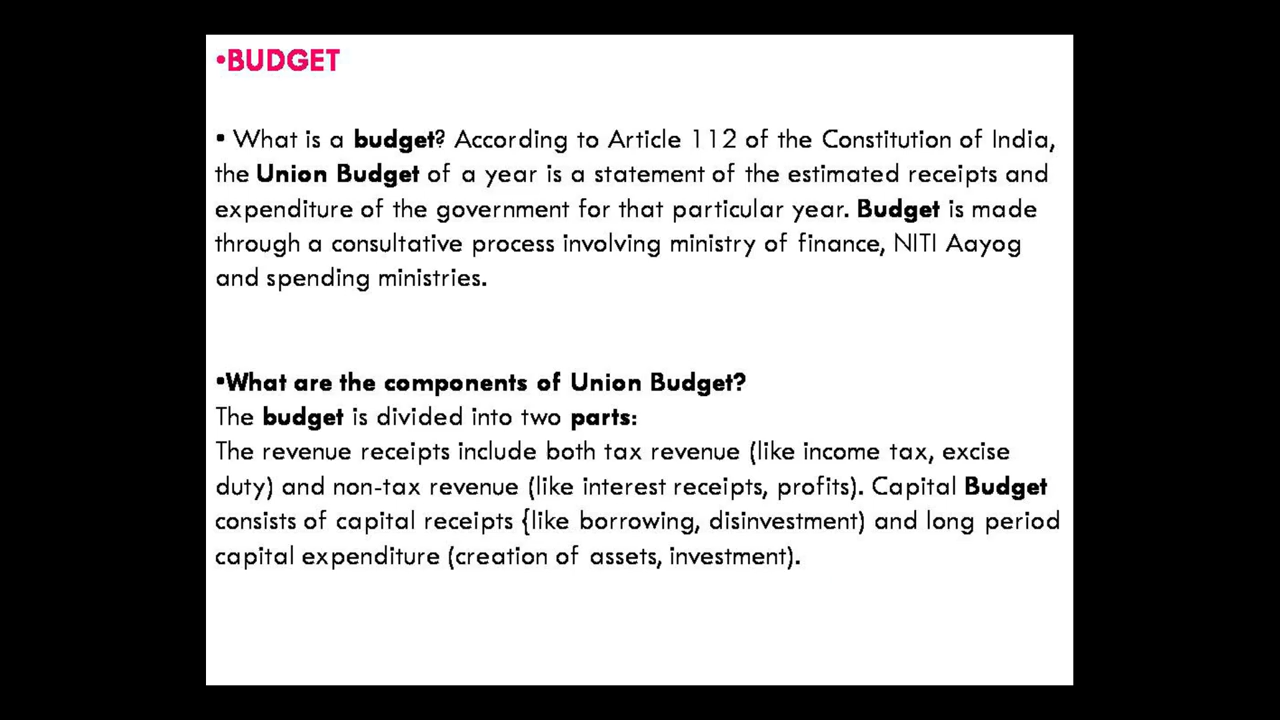 •BUDGET
• What is a budget? According to Article 112 of the Constitution of India,
the Union Budget of a year is a statement of the estimated receipts and
expenditure of the government for that particular year. Budget is made
through a consultative process involving ministry of finance, NITI Aayog
and spending ministries.
•What are the components of Union Budget?
The budget is divided into two parts:
The revenue receipts include both tax revenue (like income tax, excise
duty) and non-tax revenue (like interest receipts, profits). Capital Budget
consists of capital receipts {like borrowing, disinvestment) and long period
capital expenditure (creation of assets, investment).